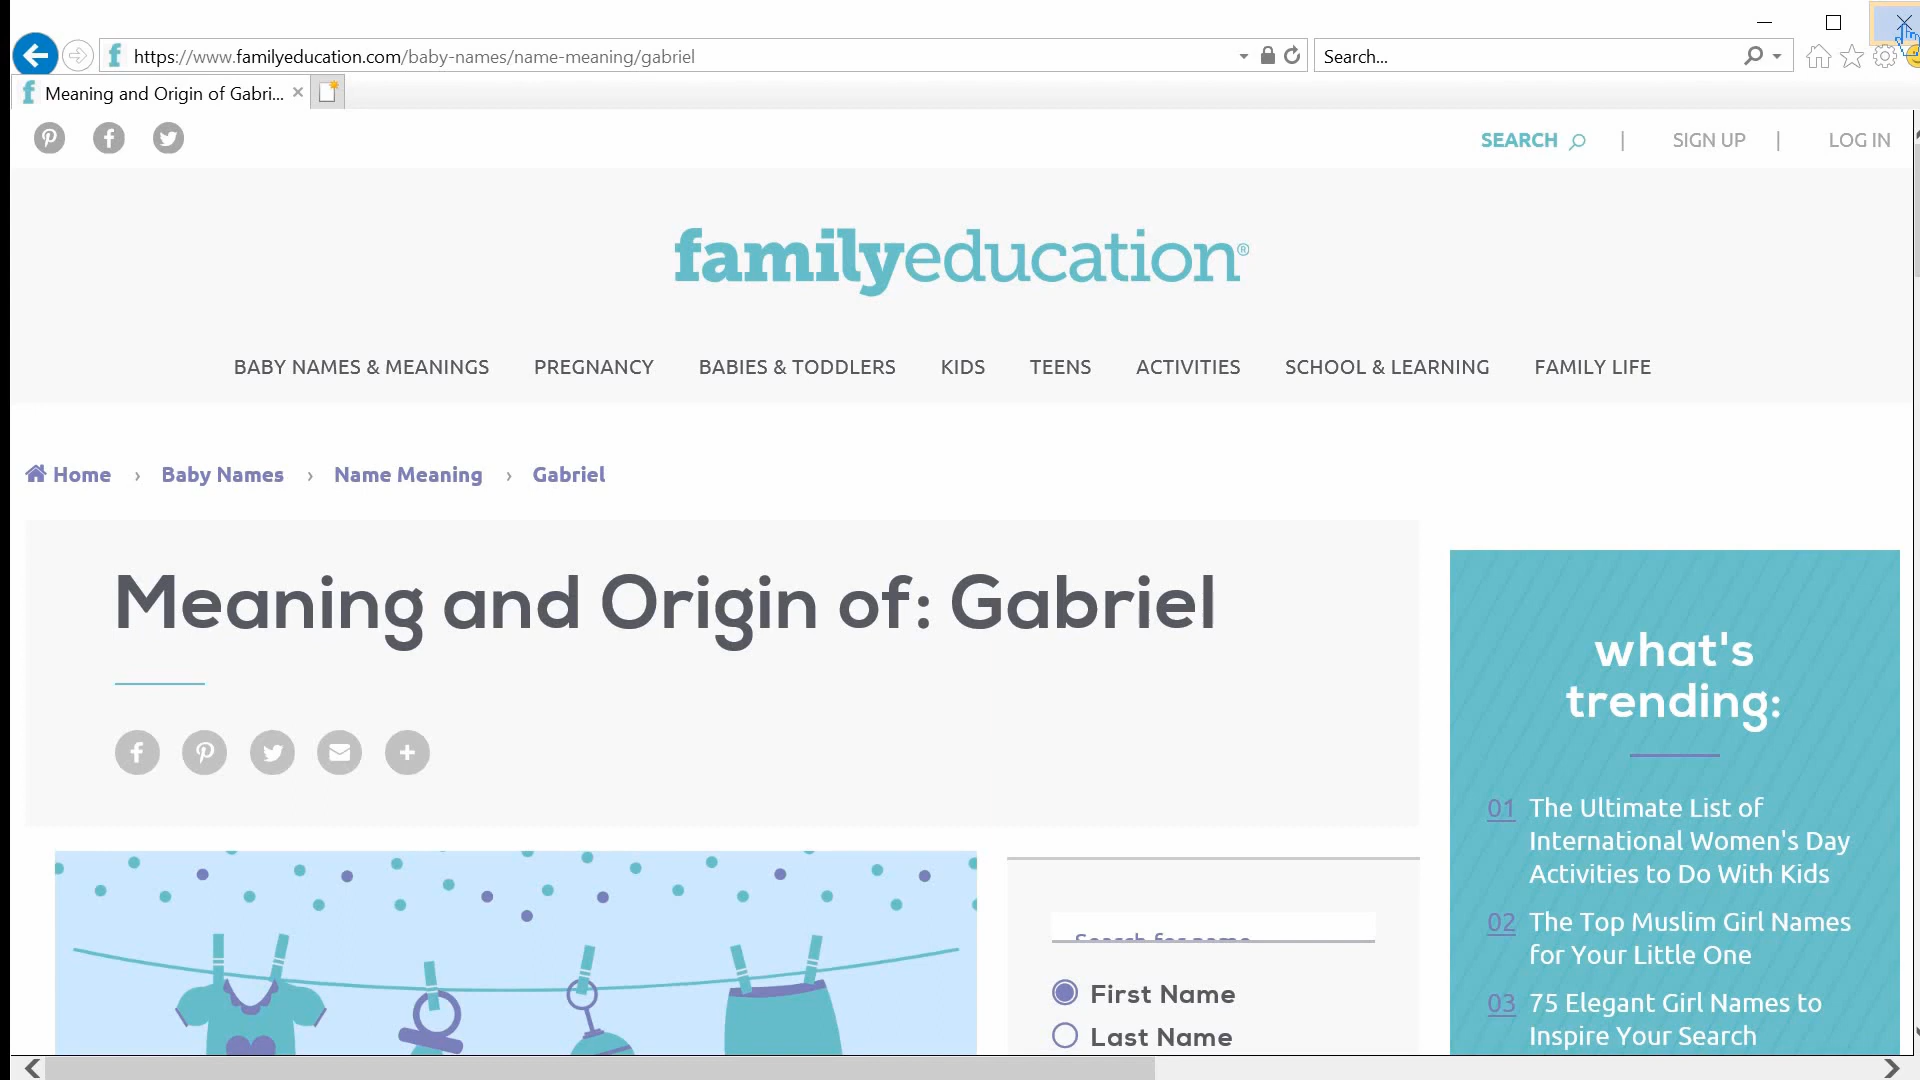 https://www.familyeducation.com/baby-names/name-meaning/gabriel
Search...
Meaning and Origin of Gabri...
SEARCH | SIGN UP | LOG IN
familyeducation®
BABY NAMES & MEANINGS PREGNANCY BABIES & TODDLERS KIDS TEENS ACTIVITIES SCHOOL & LEARNING FAMILY LIFE
Home › Baby Names › Name Meaning › Gabriel
Meaning and Origin of: Gabriel
Search for name
First Name
Last Name
what's
trending:
01 The Ultimate List of
International Women's Day
Activities to Do With Kids
02 The Top Muslim Girl Names
for Your Little One
03 75 Elegant Girl Names to
Inspire Your Search